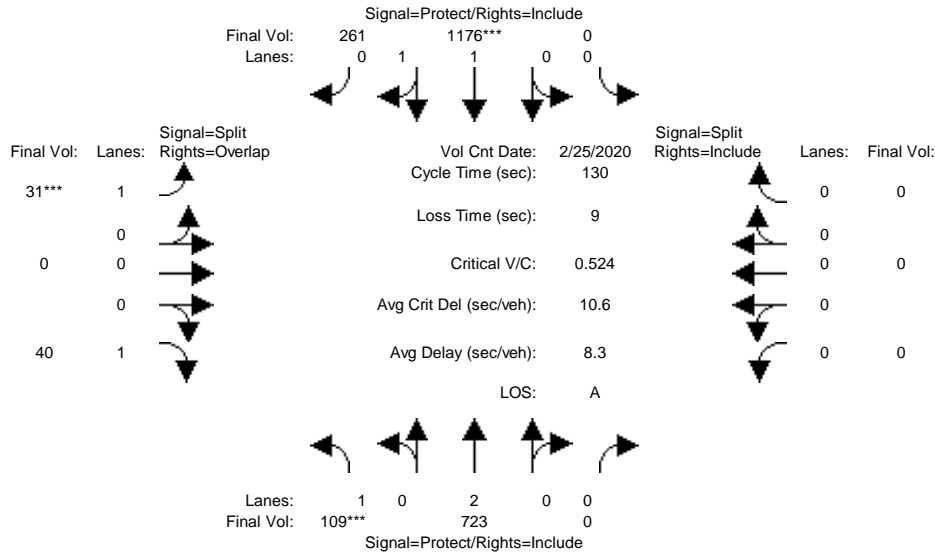 Signal=Protect/Rights=Include
Final Vol: 261 1176*** 0
Lanes: 0 1 1 0 0
Signal=Split Signal=Split
Final Vol: Lanes: Rights=Overlap Vol Cnt Date: 2/25/2020 Rights=Include Lanes: Final Vol:
Cycle Time (sec): 130
31*** 1 0 0
Loss Time (sec): 9
0 0
0 0 Critical V/C: 0.524 0 0
0 Avg Crit Del (sec/veh): 10.6 0
40 1 Avg Delay (sec/veh): 8.3 0 0
LOS: A
Lanes: 1 0 2 0 0
Final Vol: 109*** 723 0
Signal=Protect/Rights=Include